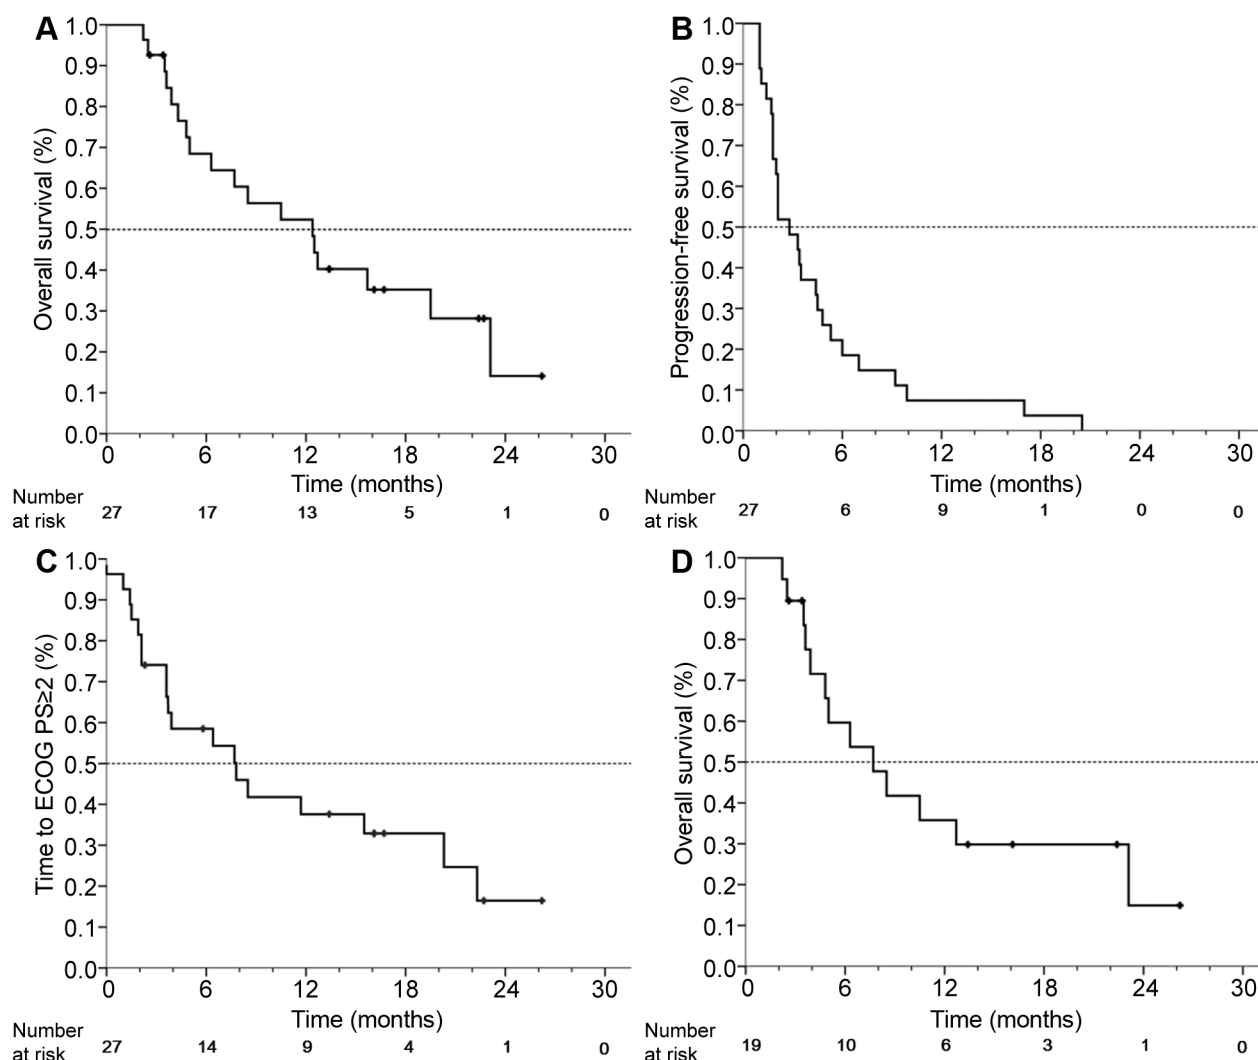 A
Overall survival (%)
1.0
0.9
0.8
0.7
0.6
0.5
0.4
0.3
0.2
0.1
0.0
0 6 12 18 24 30
Time (months)
Number
at risk
27 17 13 5 1 0
B
Progression-free survival (%)
1.0
0.9
0.8
0.7
0.6
0.5
0.4
0.3
0.2
0.1
0.0
0 6 12 18 24 30
Time (months)
Number
at risk
27 6 9 1 0 0
C
Time to ECOG PS≥2 (%)
1.0
0.9
0.8
0.7
0.6
0.5
0.4
0.3
0.2
0.1
0.0
0 6 12 18 24 30
Time (months)
Number
at risk
27 14 9 4 1 0
D
Overall survival (%)
1.0
0.9
0.8
0.7
0.6
0.5
0.4
0.3
0.2
0.1
0.0
0 6 12 18 24 30
Time (months)
Number
at risk
19 10 6 3 1 0